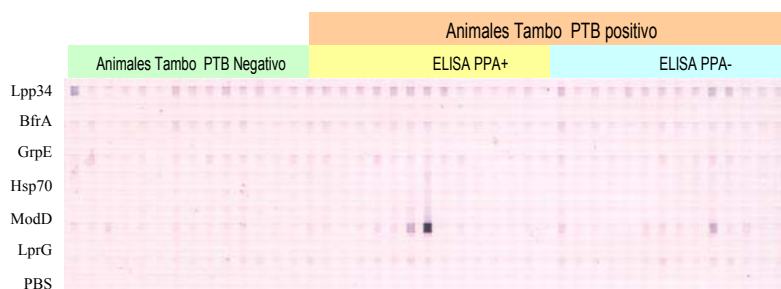 Animales Tambo PTB positivo
Animales Tambo PTB Negativo
ELISA PPA+
ELISA PPA-
Lpp34
BfrA
GrpE
Hsp70
ModD
LprG
PBS